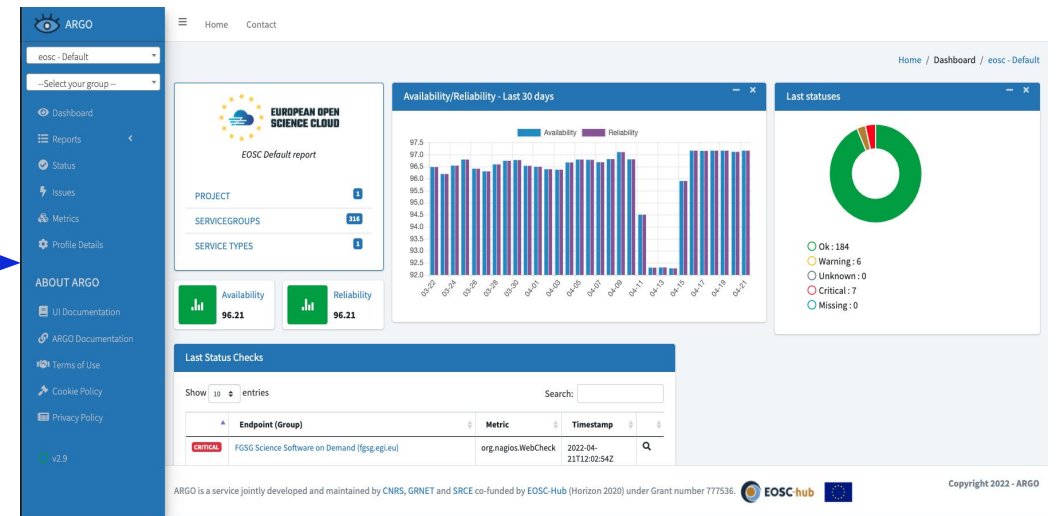 ARGO
Home Contact
eosc - Default
--Select your group --
Home / Dashboard / eosc - Default
Dashboard
Reports
Status
Issues
Metrics
Profile Details
ABOUT ARGO
UI Documentation
ARGO Documentation
Terms of Use
Cookie Policy
Privacy Policy
v2.9
EUROPEAN OPEN
SCIENCE CLOUD
EOSC Default report
PROJECT 1
SERVICEGROUPS 316
SERVICE TYPES 1
Availability
96.21
Reliability
96.21
Availability/Reliability - Last 30 days
Availability Reliability
97.5
97.0
96.5
96.0
95.5
95.0
94.5
94.0
93.5
93.0
92.5
92.0
03-22 03-24 03-26 03-28 03-30 04-01 04-03 04-05 04-07 04-09 04-11 04-13 04-15 04-17 04-19 04-21
Last statuses
Ok : 184
Warning : 6
Unknown : 0
Critical : 7
Missing : 0
Last Status Checks
Show 10 entries Search:
Endpoint (Group) Metric Timestamp
CRITICAL FGSG Science Software on Demand (fgsg.egi.eu) org.nagios.WebCheck 2022-04-
21T12:02:54Z
ARGO is a service jointly developed and maintained by CNRS, GRNET and SRCE co-funded by EOSC-Hub (Horizon 2020) under Grant number 777536. EOSC-hub Copyright 2022 - ARGO